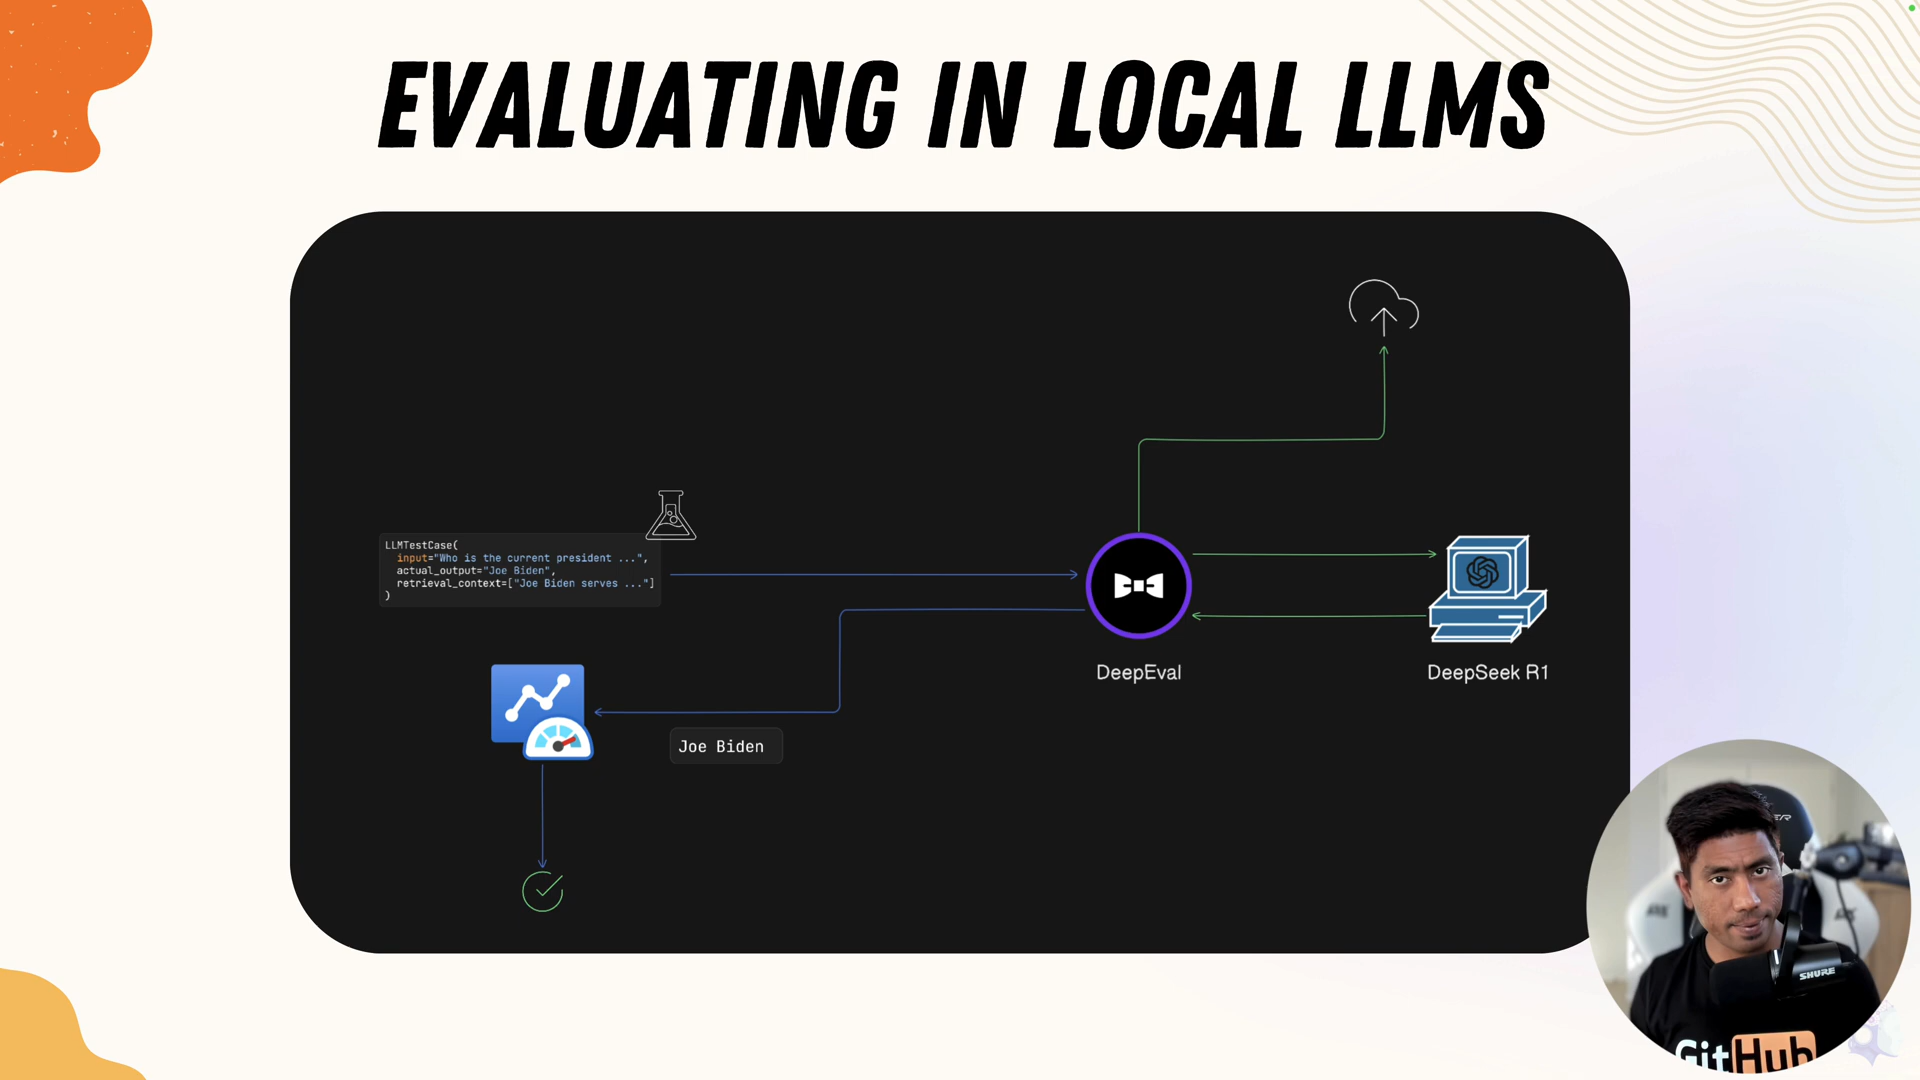 EVALUATING IN LOCAL LLMS
LLMTestCase(
input="Who is the current president ...",
actual_output="Joe Biden",
retrieval_context=["Joe Biden serves ..."]
)
DeepEval
DeepSeek R1
Joe Biden
SHURE
GitHub